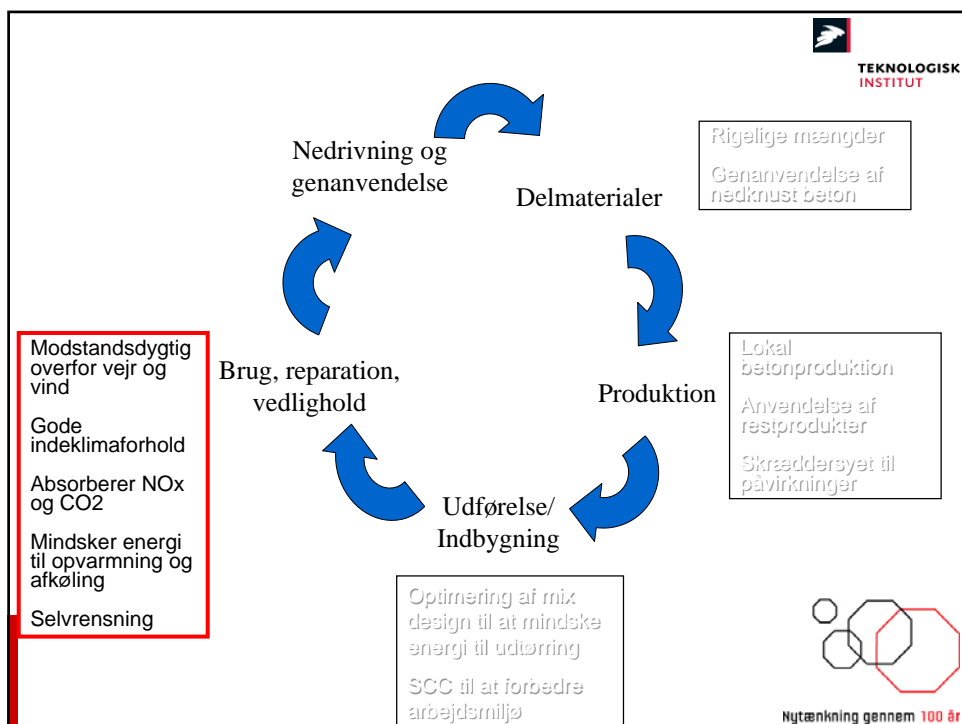 TEKNOLOGISK
INSTITUT
Nedrivning og
genanvendelse
Delmaterialer
Rigelige mængder
Genanvendelse af
nedknust beton
Modstandsdygtig
overfor vejr og
vind
Gode
indeklimaforhold
Absorberer NOx
og CO2
Mindsker energi
til opvarmning og
afkøling
Selvrensning
Brug, reparation,
vedlighold
Produktion
Lokal
betonproduktion
Anvendelse af
restprodukter
Skræddersyet til
påvirkninger
Udførelse/
Indbygning
Optimering af mix
design til at mindske
energi til udtørring
SCC til at forbedre
arbejdsmiljø
Nytænkning gennem 100 år